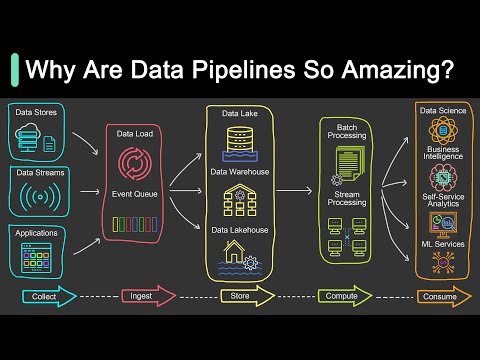 Why Are Data Pipelines So Amazing?
Data Stores
Data Streams
Applications
Data Load
Event Queue
Data Lake
Data Warehouse
Data Lakehouse
Batch
Processing
Stream
Processing
Data Science
Business
Intelligence
Self-Service
Analytics
ML Services
Collect
Ingest
Store
Compute
Consume